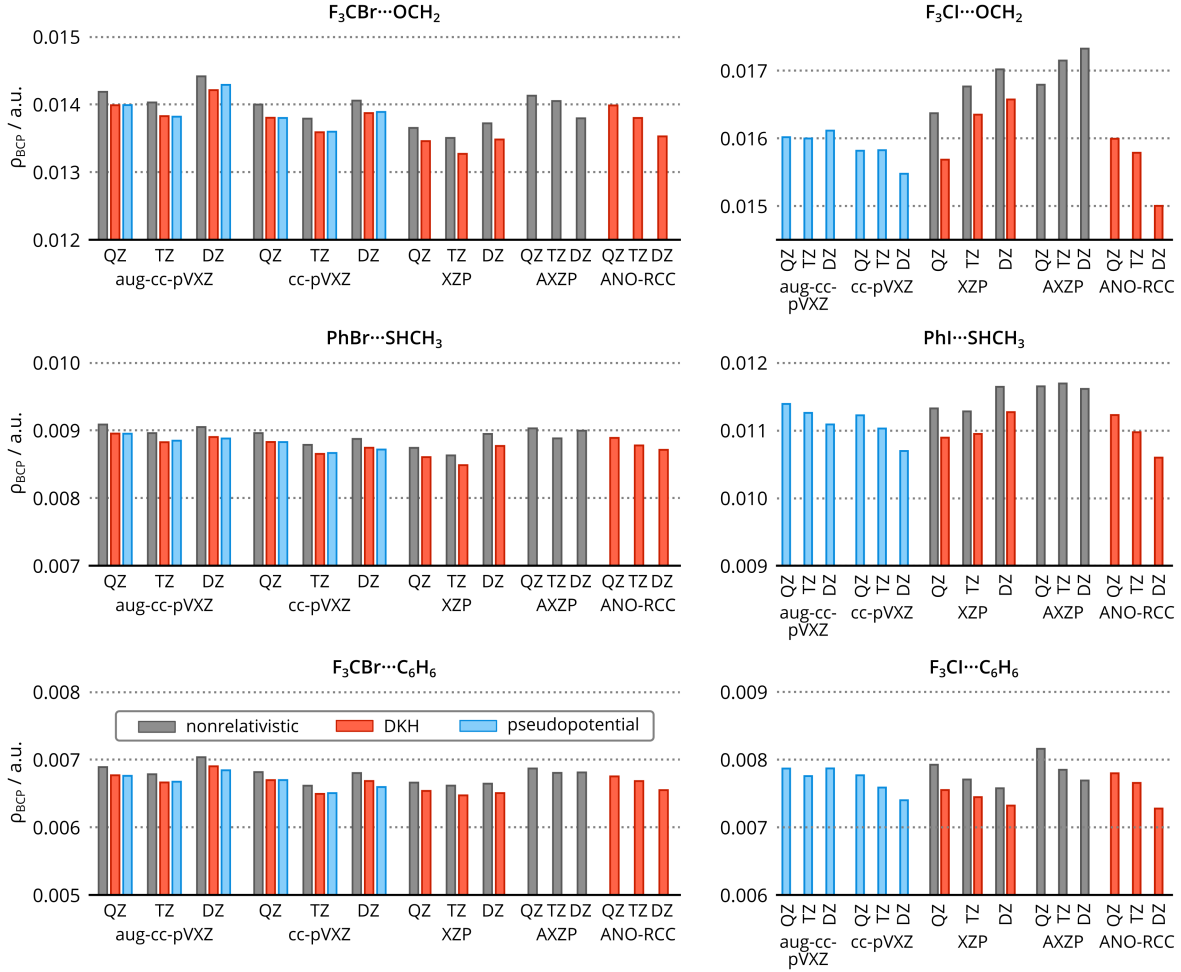 F₃CBr···OCH₂
ρBCP / a.u.
0.015
0.014
0.013
0.012
QZ TZ DZ QZ TZ DZ QZ TZ DZ QZ TZ DZ QZ TZ DZ
aug-cc-pVXZ cc-pVXZ XZP AXZP ANO-RCC
F₃CI···OCH₂
0.017
0.016
0.015
QZ TZ DZ QZ TZ DZ QZ TZ DZ QZ TZ DZ QZ TZ DZ
aug-cc-pVXZ cc-pVXZ XZP AXZP ANO-RCC
PhBr···SHCH₃
ρBCP / a.u.
0.010
0.009
0.008
0.007
QZ TZ DZ QZ TZ DZ QZ TZ DZ QZ TZ DZ QZ TZ DZ
aug-cc-pVXZ cc-pVXZ XZP AXZP ANO-RCC
PhI···SHCH₃
0.012
0.011
0.010
0.009
QZ TZ DZ QZ TZ DZ QZ TZ DZ QZ TZ DZ QZ TZ DZ
aug-cc-pVXZ cc-pVXZ XZP AXZP ANO-RCC
F₃CBr···C₆H₆
ρBCP / a.u.
0.008
nonrelativistic DKH pseudopotential
0.007
0.006
0.005
QZ TZ DZ QZ TZ DZ QZ TZ DZ QZ TZ DZ QZ TZ DZ
aug-cc-pVXZ cc-pVXZ XZP AXZP ANO-RCC
F₃CI···C₆H₆
0.009
0.008
0.007
0.006
QZ TZ DZ QZ TZ DZ QZ TZ DZ QZ TZ DZ QZ TZ DZ
aug-cc-pVXZ cc-pVXZ XZP AXZP ANO-RCC